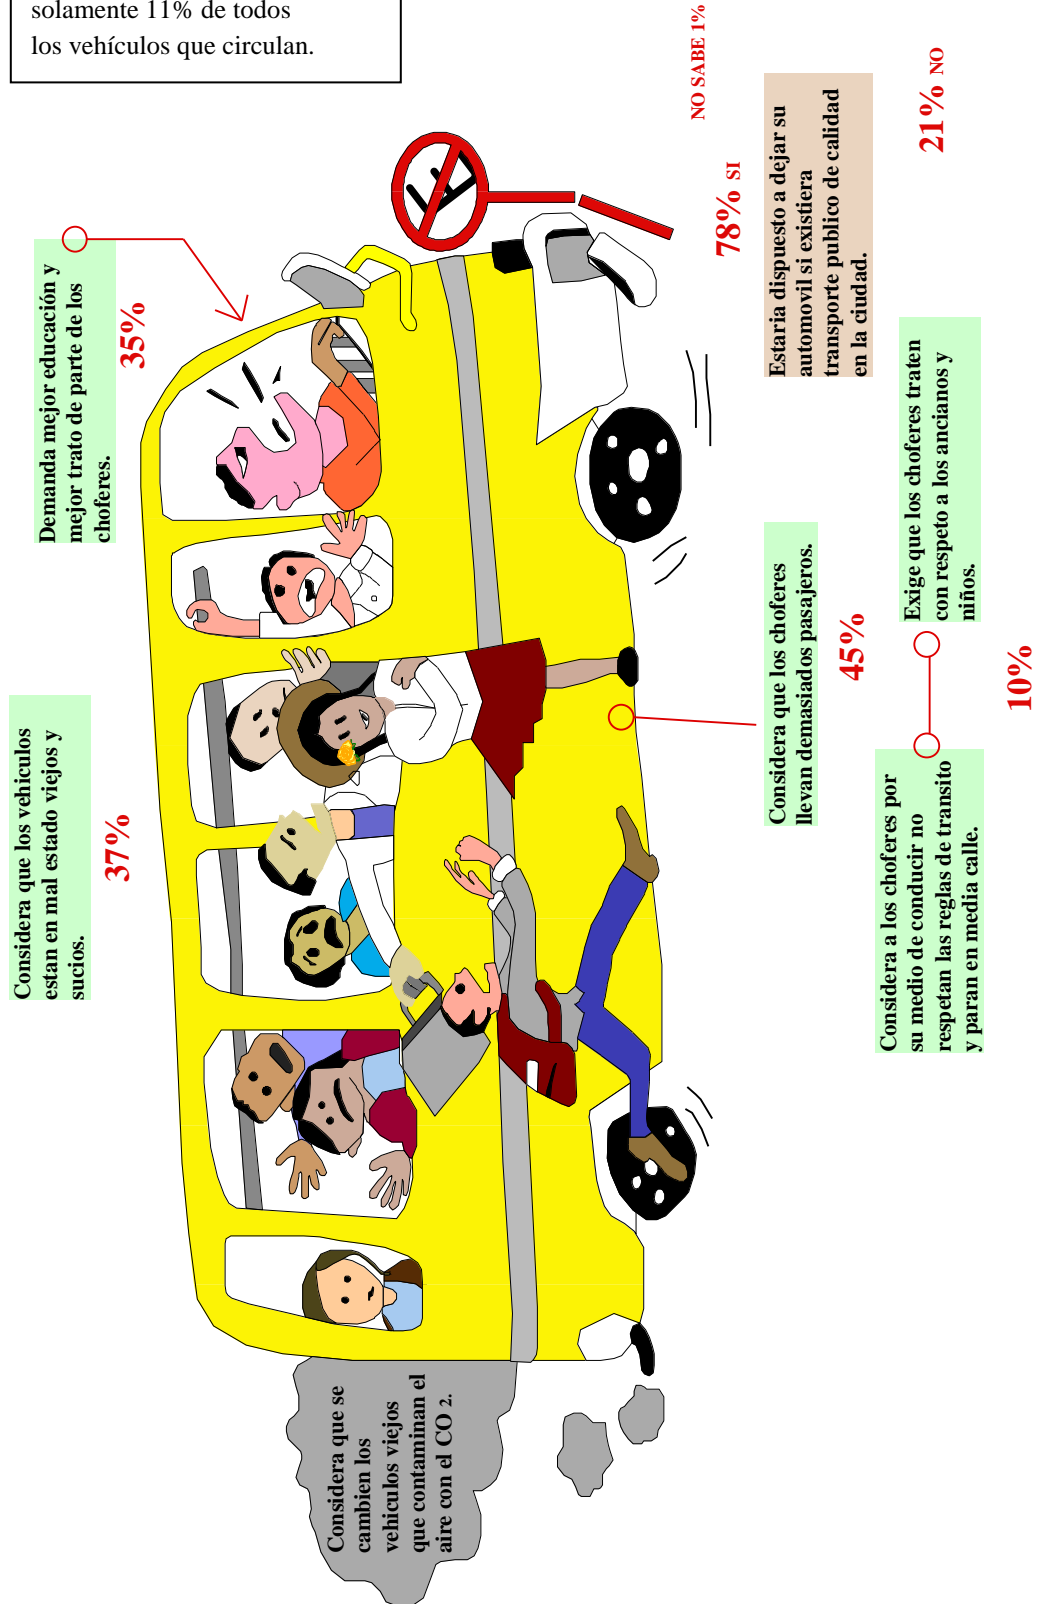 solamente 11% de todos
los vehículos que circulan.
Considera que los vehiculos
estan en mal estado viejos y
sucios.
37%
Demanda mejor educación y
mejor trato de parte de los
choferes.
35%
Considera que se
cambien los
vehiculos viejos
que contaminan el
aire con el CO 2.
Considera que los choferes
llevan demasiados pasajeros.
45%
Considera a los choferes por
su medio de conducir no
respetan las reglas de transito
y paran en media calle.
Exige que los choferes traten
con respeto a los ancianos y
niños.
10%
NO SABE 1%
78% SI
Estaria dispuesto a dejar su
automovil si existiera
transporte publico de calidad
en la ciudad.
21% NO
E